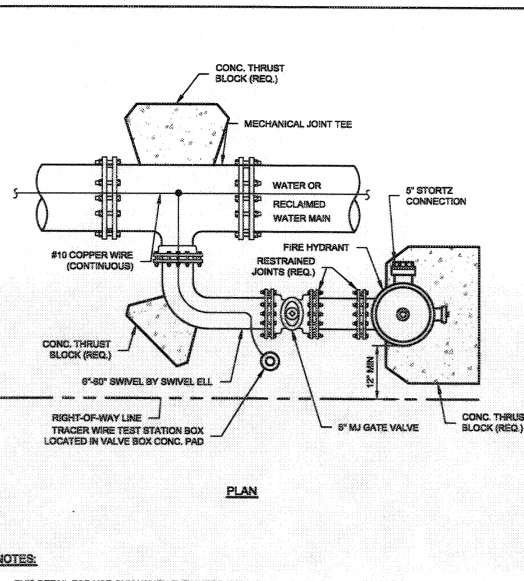 CONC. THRUST
BLOCK (REQ.)
MECHANICAL JOINT TEE
WATER OR
RECLAIMED
WATER MAIN
5" STORTZ
CONNECTION
#10 COPPER WIRE
(CONTINUOUS)
FIRE HYDRANT
RESTRAINED
JOINTS (REQ.)
CONC. THRUST
BLOCK (REQ.)
SWIVEL BY SWIVEL ELL
12" MIN
RIGHT-OF-WAY LINE
TRACER WIRE TEST STATION BOX
LOCATED IN VALVE BOX CONC. PAD
MJ GATE VALVE
CONC. THRUS
BLOCK (REQ.)
PLAN
NOTES: